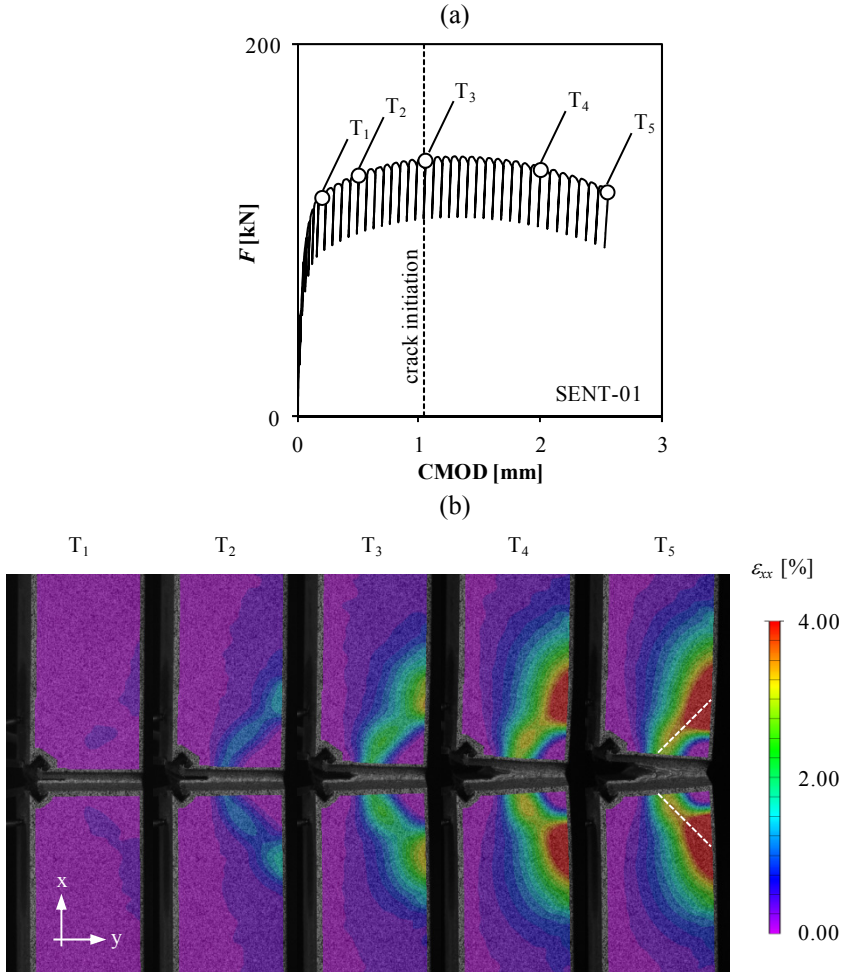 (a)
200
T₁
T₂
T₃
T₄
T₅
F [kN]
crack initiation
SENT-01
0
0 1 2 3
CMOD [mm]
(b)
T₁ T₂ T₃ T₄ T₅
εxx [%]
4.00
2.00
0.00
x
y